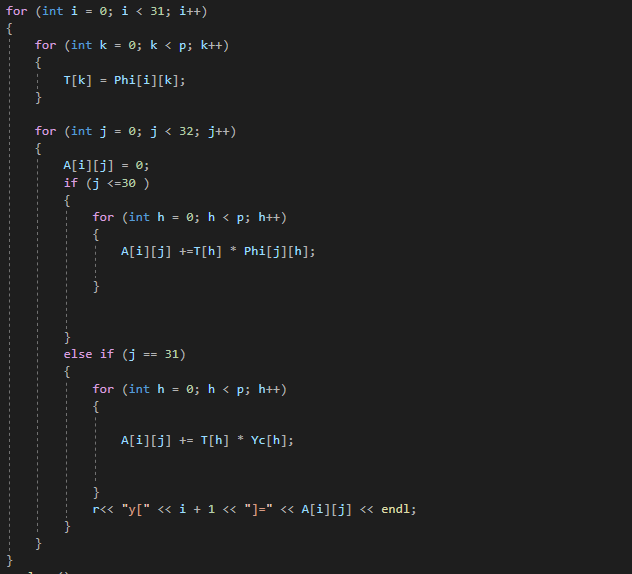 for (int i = 0; i < 31; i++)
{
for (int k = 0; k < p; k++)
{
T[k] = Phi[i][k];
}
for (int j = 0; j < 32; j++)
{
A[i][j] = 0;
if (j <=30 )
{
for (int h = 0; h < p; h++)
{
A[i][j] +=T[h] * Phi[j][h];
}
}
else if (j == 31)
{
for (int h = 0; h < p; h++)
{
A[i][j] += T[h] * Yc[h];
}
r<< "y[" << i + 1 << "]=" << A[i][j] << endl;
}
}
}